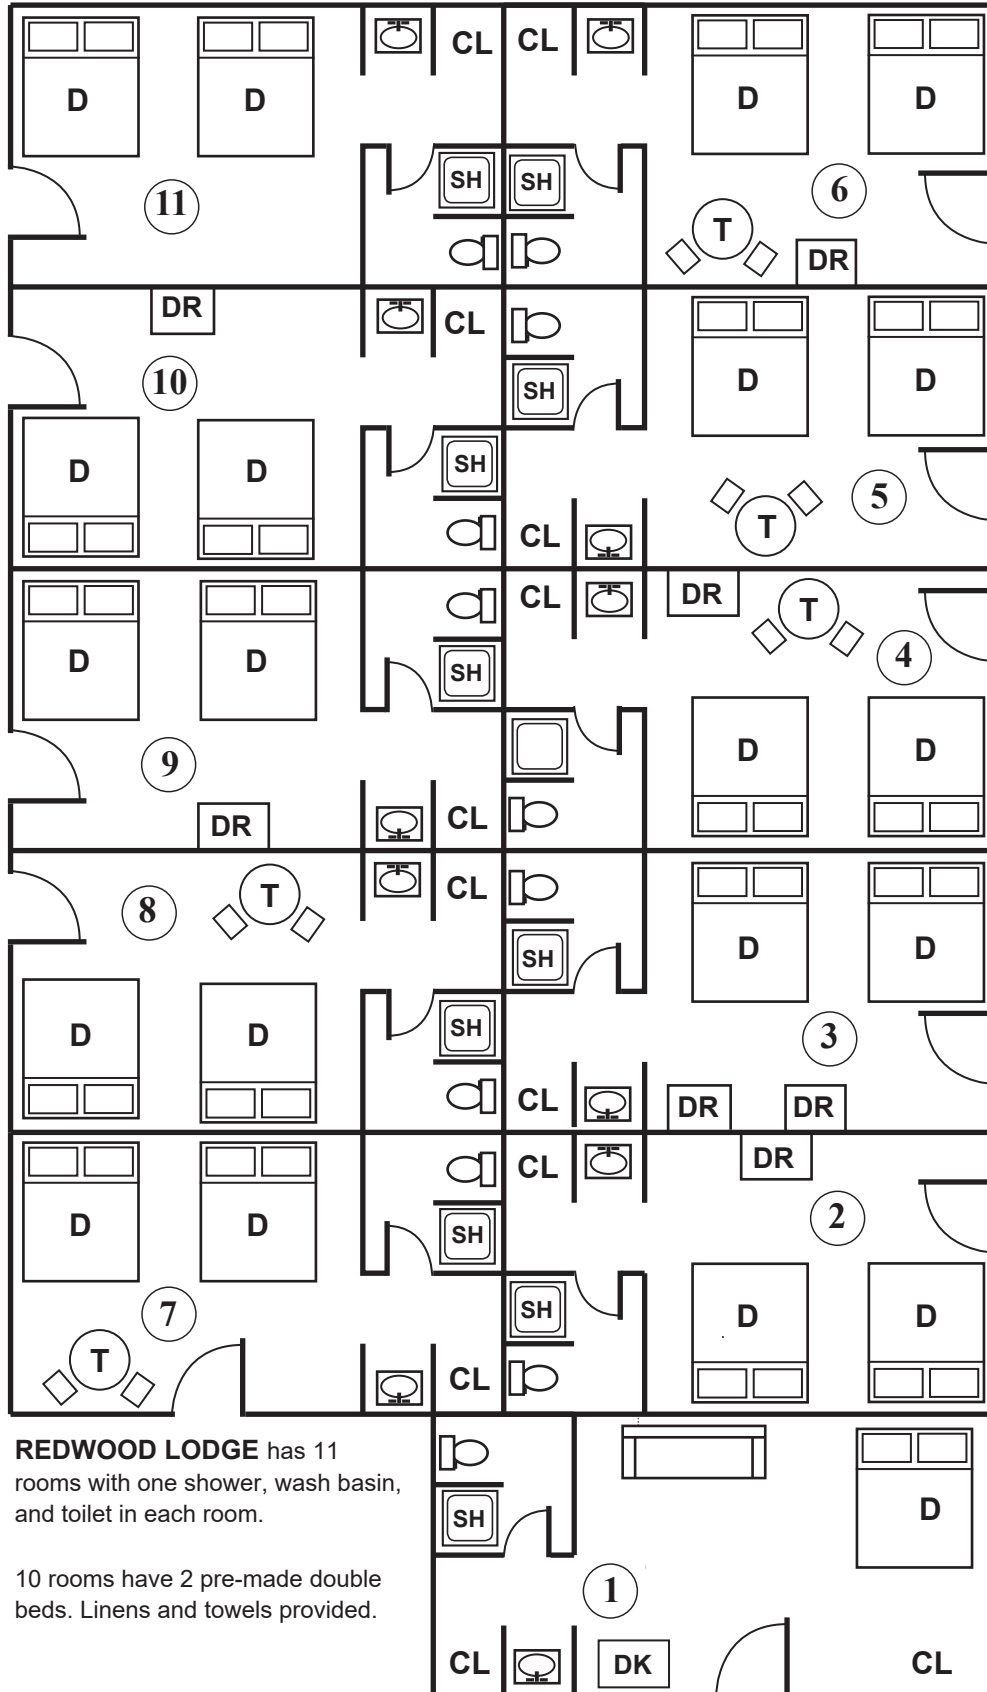 CL CL
D D D D
SH SH
11 6
T
DR
DR CL
10
D D
SH
D D
SH
5
T
CL
CL DR T
4
D D
SH
D D
9
DR CL
CL
8 T
SH
D D
D D
SH
3
CL DR DR
CL DR
2
D D
SH
SH
D D
7
T
CL
REDWOOD LODGE has 11
rooms with one shower, wash basin,
and toilet in each room.
10 rooms have 2 pre-made double
beds. Linens and towels provided.
D
SH
1
CL DK CL